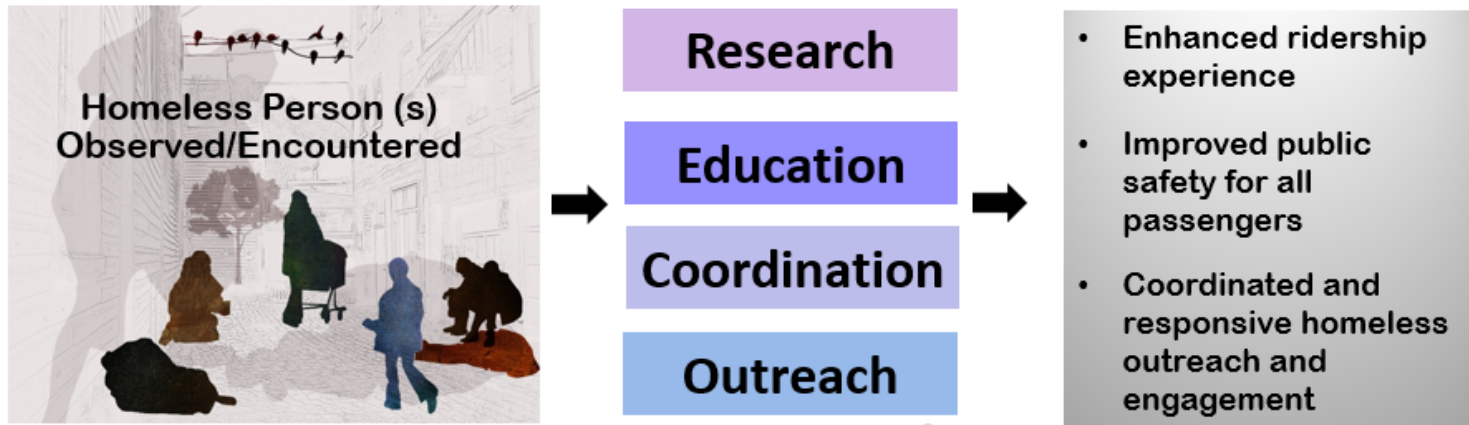 Homeless Person (s)
Observed/Encountered
Research
Education
Coordination
Outreach
• Enhanced ridership
experience
• Improved public
safety for all
passengers
• Coordinated and
responsive homeless
outreach and
engagement